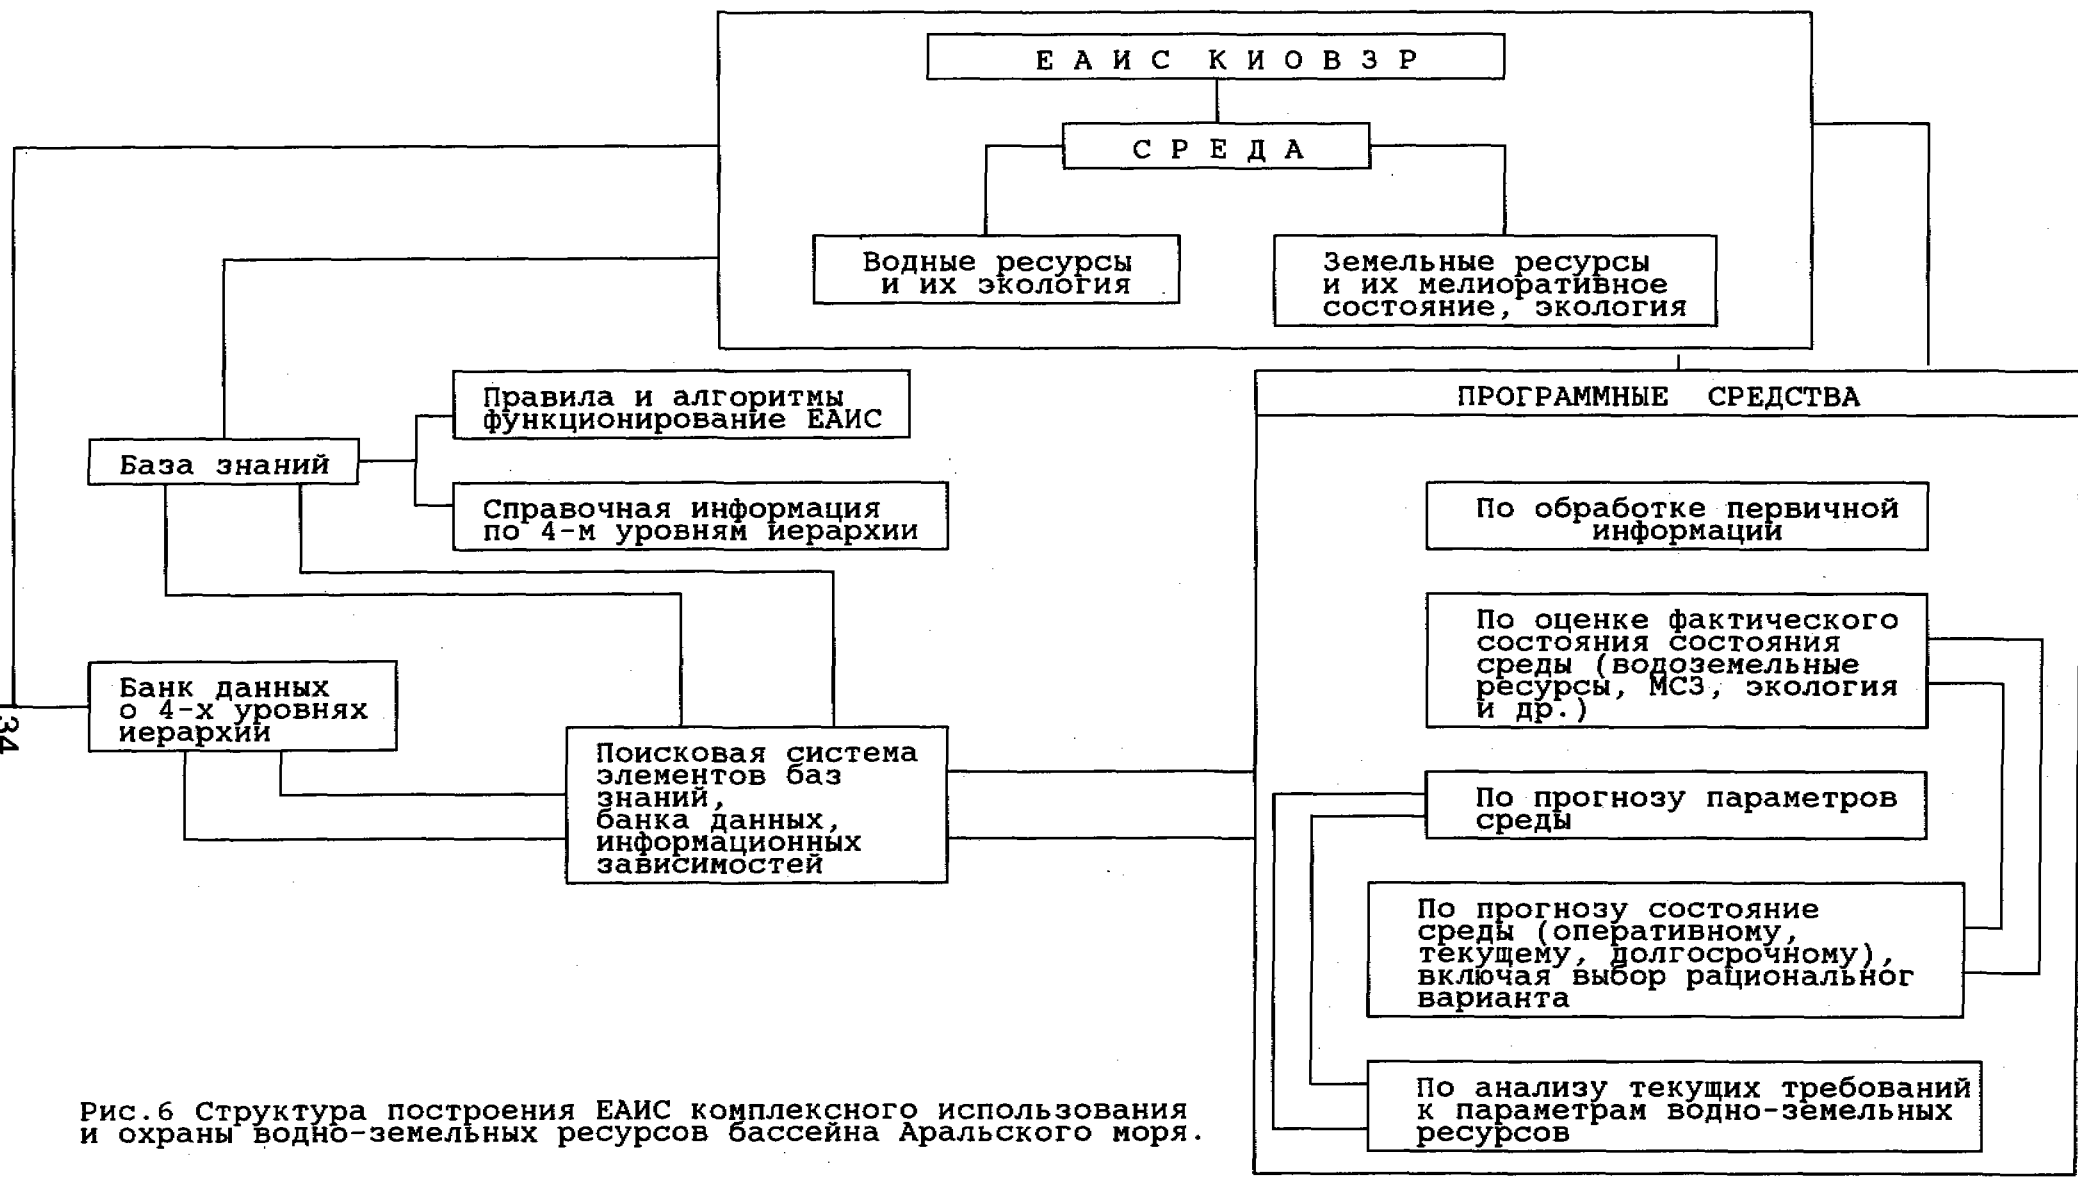 Е А И С К И О В З Р
С Р Е Д А
Водные ресурсы
и их экология
Земельные ресурсы
и их мелиоративное
состояние, экология
Правила и алгоритмы
функционирование ЕАИС
База знаний
Справочная информация
по 4-м уровням иерархии
Банк данных
о 4-х уровнях
иерархии
34
Поисковая система
элементов баз
знаний,
банка данных,
информационных
зависимостей
ПРОГРАММНЫЕ СРЕДСТВА
По обработке первичной
информации
По оценке фактического
состояния состояния
среды (водоземельные
ресурсы, МСЗ, экология
и др.)
По прогнозу параметров
среды
По прогнозу состояние
среды (оперативному,
текущему, долгосрочному),
включая выбор рациональног
варианта
По анализу текущих требований
к параметрам водно-земельных
ресурсов
Рис.6 Структура построения ЕАИС комплексного использования
и охраны водно-земельных ресурсов бассейна Аральского моря.